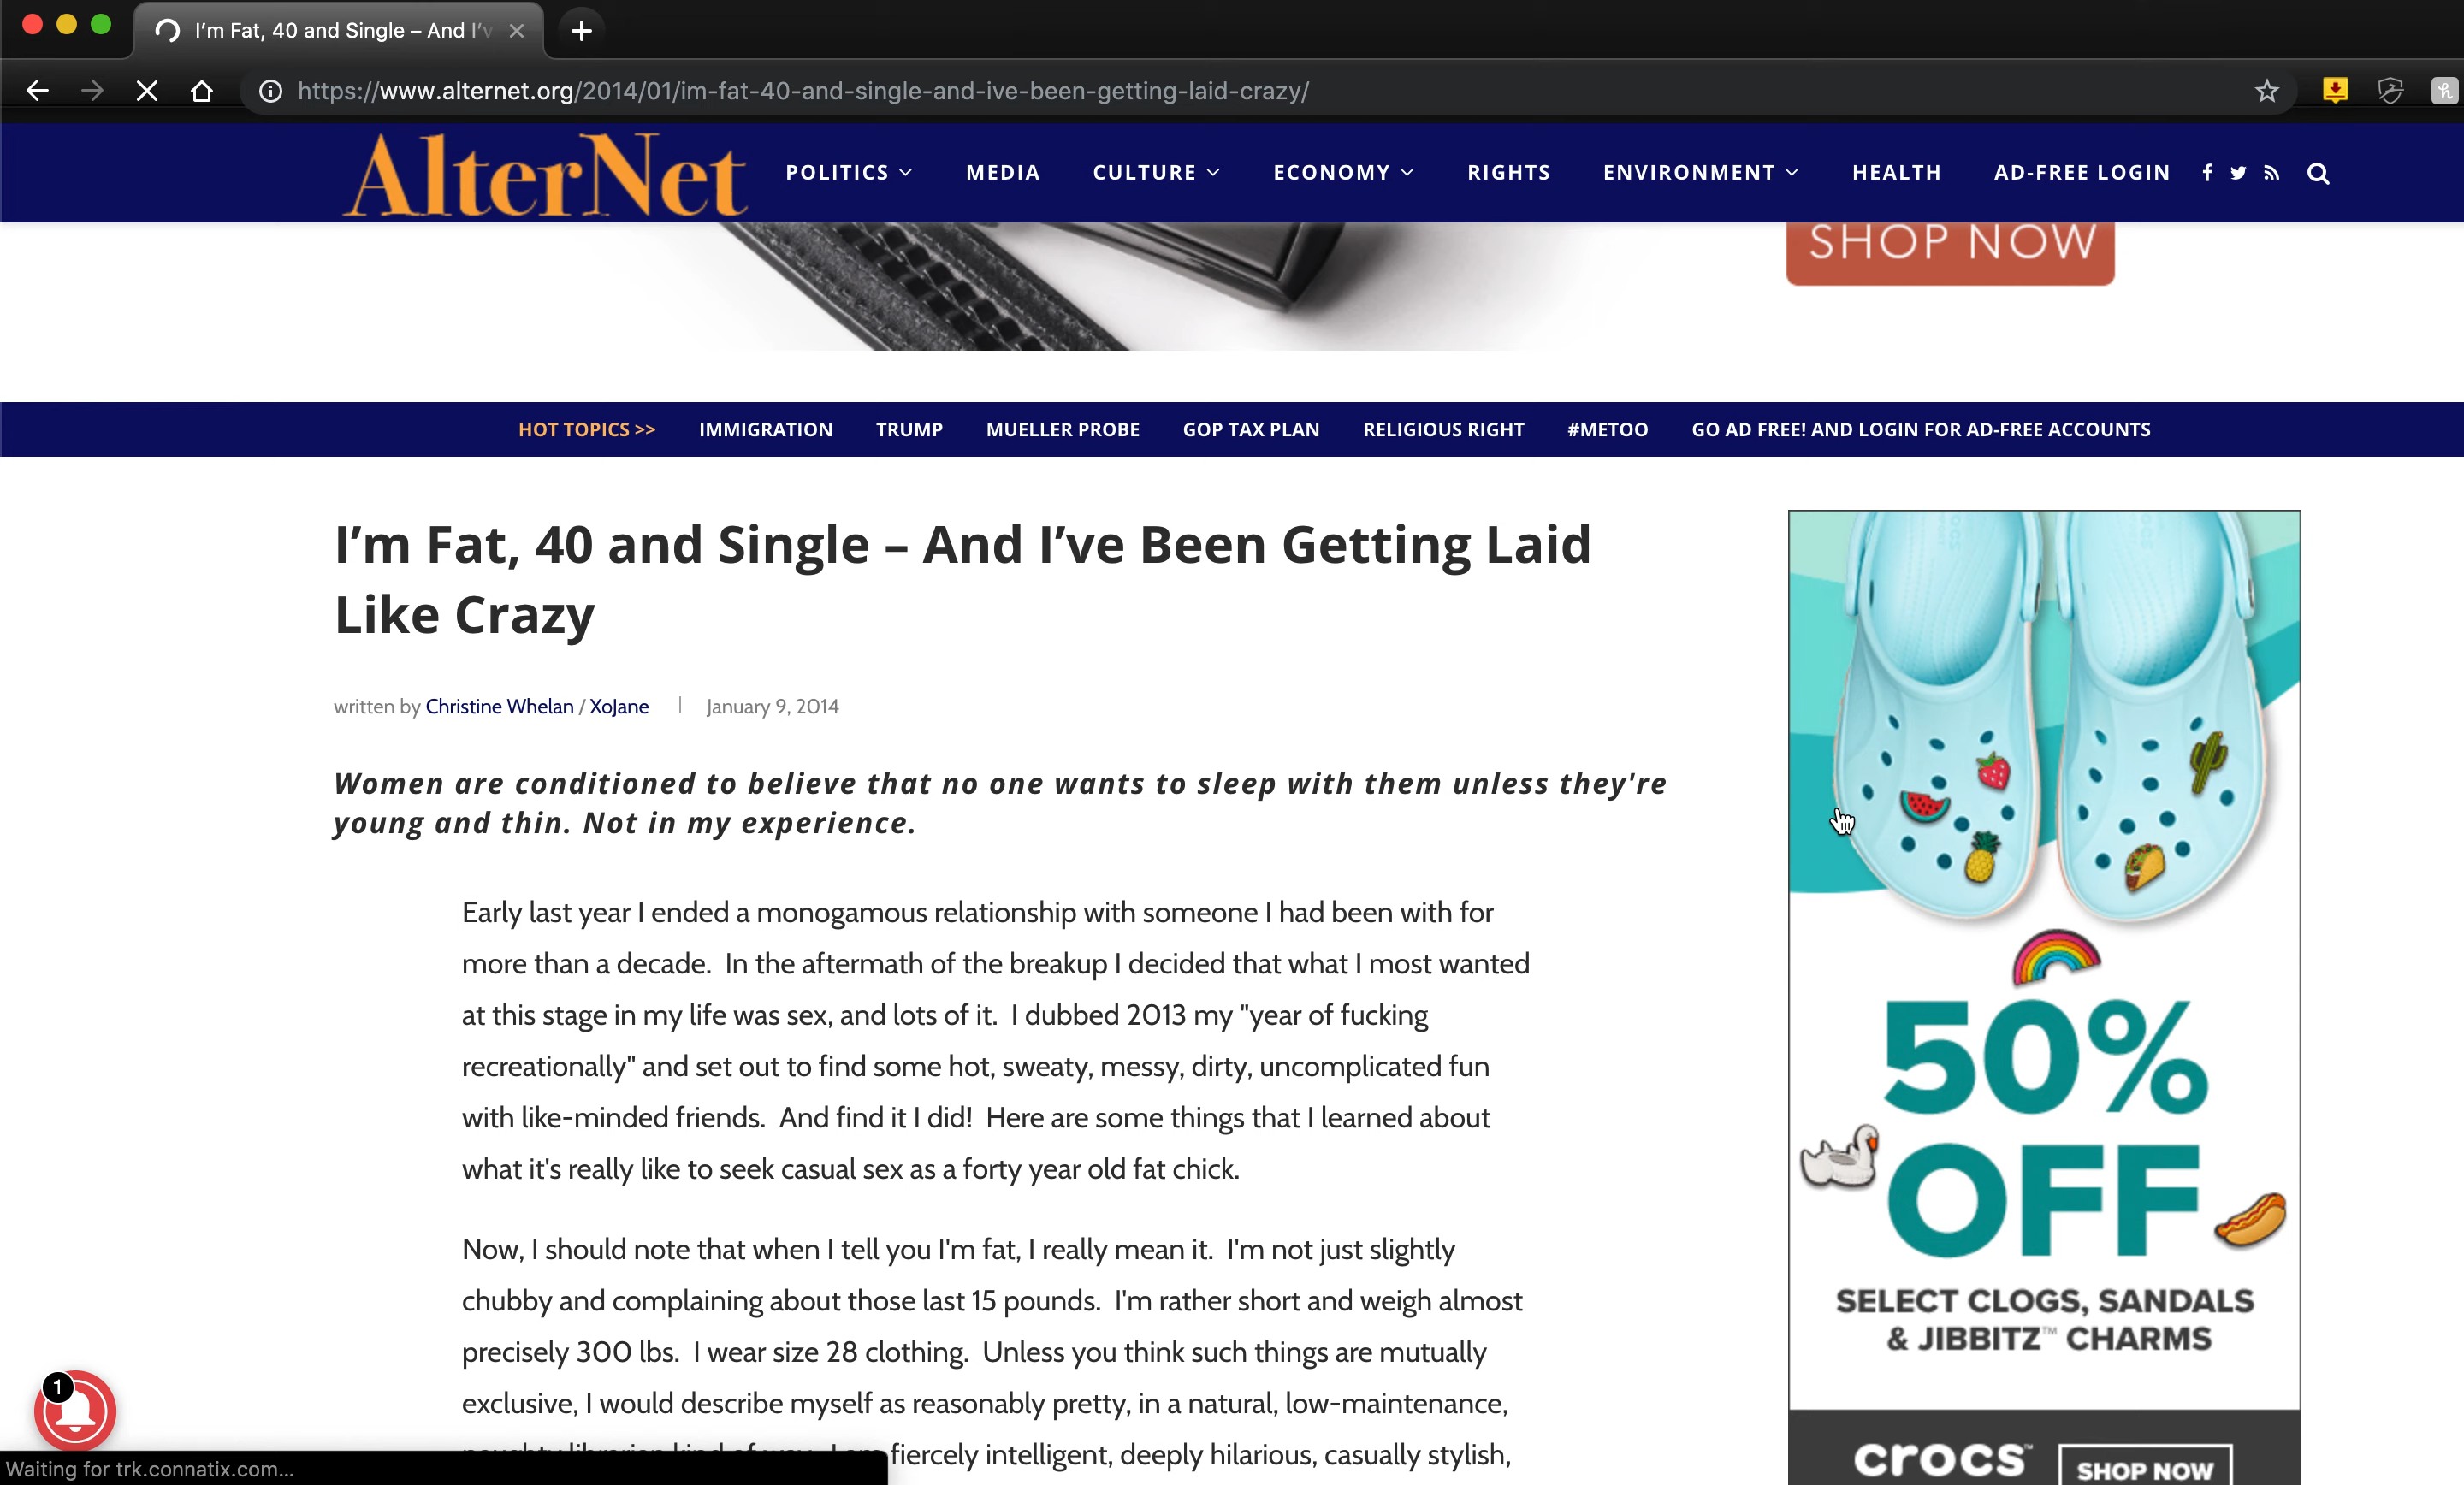 I'm Fat, 40 and Single – And I'v
https://www.alternet.org/2014/01/im-fat-40-and-single-and-ive-been-getting-laid-crazy/
AlterNet
POLITICS
MEDIA
CULTURE
ECONOMY
RIGHTS
ENVIRONMENT
HEALTH
AD-FREE LOGIN
SHOP NOW
HOT TOPICS >>
IMMIGRATION
TRUMP
MUELLER PROBE
GOP TAX PLAN
RELIGIOUS RIGHT
#METOO
GO AD FREE! AND LOGIN FOR AD-FREE ACCOUNTS
I'm Fat, 40 and Single – And I've Been Getting Laid
Like Crazy
written by Christine Whelan / XoJane | January 9, 2014
Women are conditioned to believe that no one wants to sleep with them unless they're
young and thin. Not in my experience.
Early last year I ended a monogamous relationship with someone I had been with for
more than a decade.  In the aftermath of the breakup I decided that what I most wanted
at this stage in my life was sex, and lots of it.  I dubbed 2013 my "year of fucking
recreationally" and set out to find some hot, sweaty, messy, dirty, uncomplicated fun
with like-minded friends.  And find it I did!  Here are some things that I learned about
what it's really like to seek casual sex as a forty year old fat chick.
Now, I should note that when I tell you I'm fat, I really mean it.  I'm not just slightly
chubby and complaining about those last 15 pounds.  I'm rather short and weigh almost
precisely 300 lbs.  I wear size 28 clothing.  Unless you think such things are mutually
exclusive, I would describe myself as reasonably pretty, in a natural, low-maintenance,
fiercely intelligent, deeply hilarious, casually stylish,
50%
OFF
SELECT CLOGS, SANDALS
& JIBBITZ™ CHARMS
crocs™
SHOP NOW
1
Waiting for trk.connatix.com...